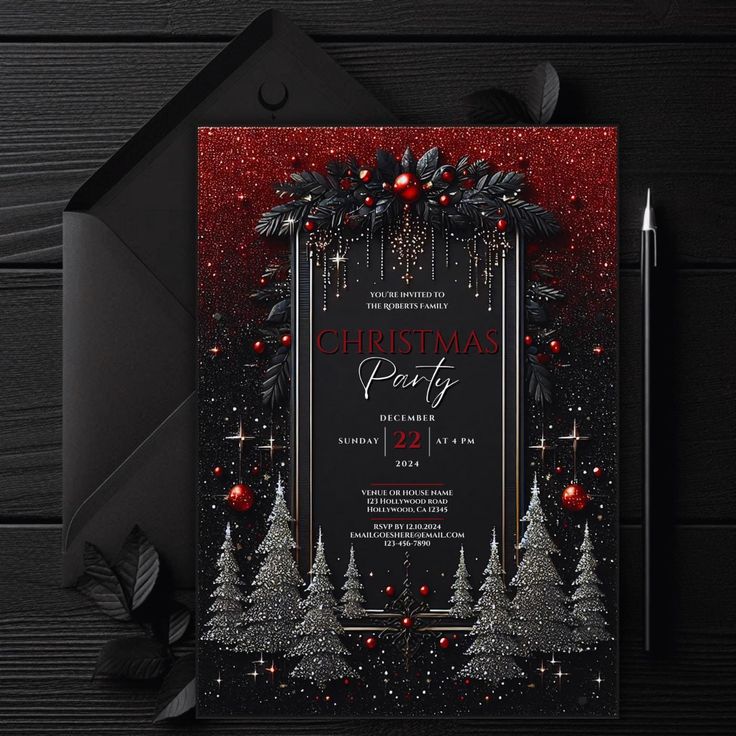 YOU'RE INVITED TO
THE ROBERTS FAMILY
CHRISTMAS
Party
DECEMBER
SUNDAY 22 AT 4 PM
2024
VENUE OR HOUSE NAME
123 HOLLYWOOD ROAD
HOLLYWOOD, CA 12345
RSVP BY 12.10.2024
EMAILGOESHERE@EMAIL.COM
123-456-7890